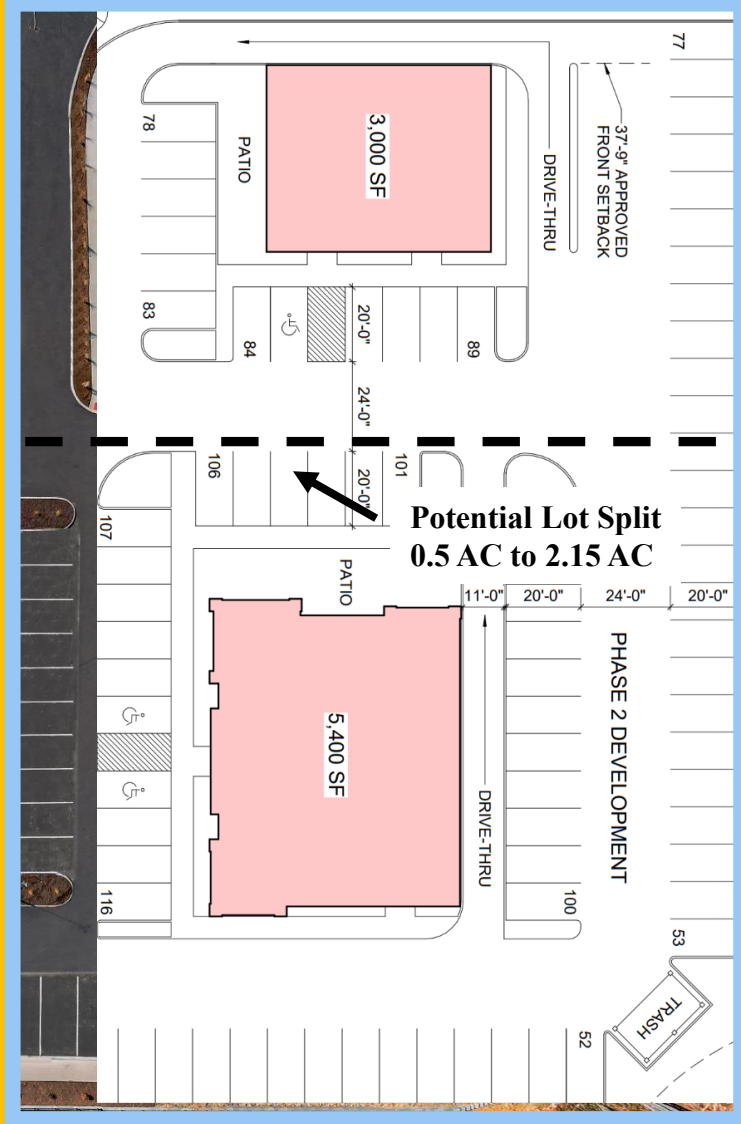 77
37'-9" APPROVED
FRONT SETBACK
DRIVE-THRU
3,000 SF
PATIO
78
83
84
20'-0"
89
24'-0"
106
20'-0"
101
107
Potential Lot Split
0.5 AC to 2.15 AC
PATIO
11'-0"
20'-0"
24'-0"
20'-0"
PHASE 2 DEVELOPMENT
5,400 SF
DRIVE-THRU
116
100
53
TRASH
52